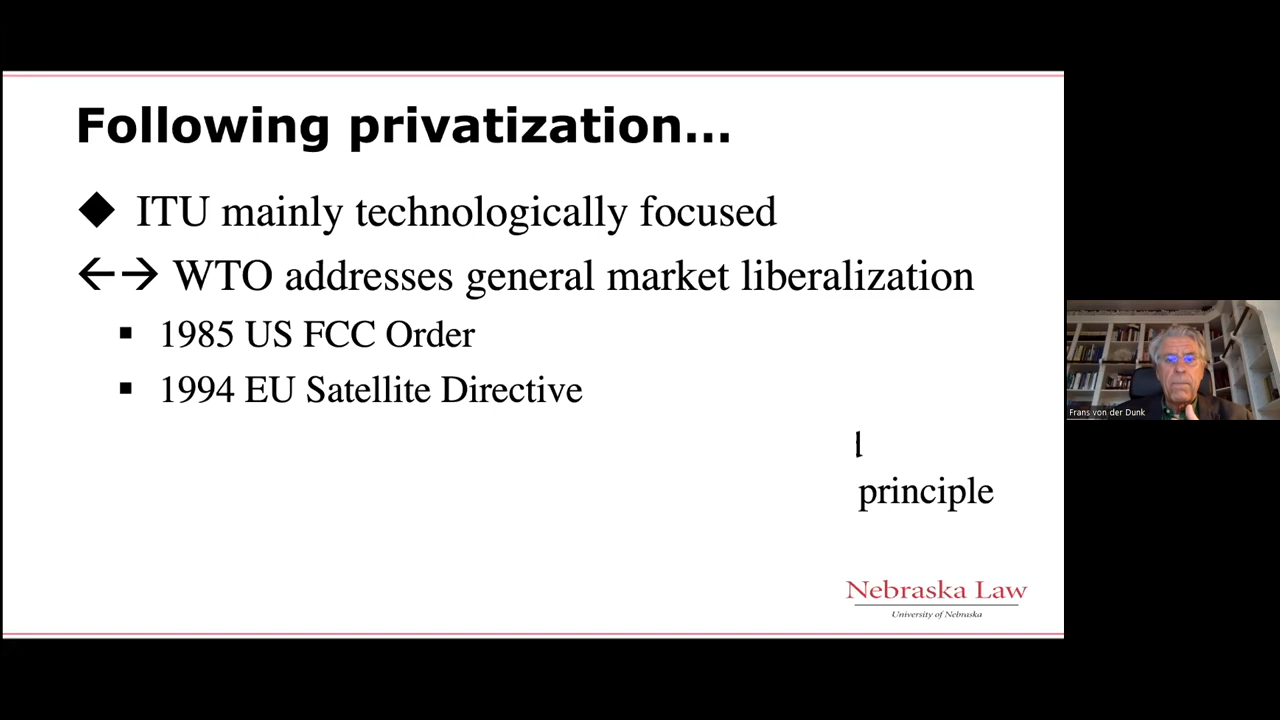 Following privatization...
◆ ITU mainly technologically focused
←→ WTO addresses general market liberalization
▪ 1985 US FCC Order
▪ 1994 EU Satellite Directive
principle
Nebraska Law
University of Nebraska
Frans von der Dunk